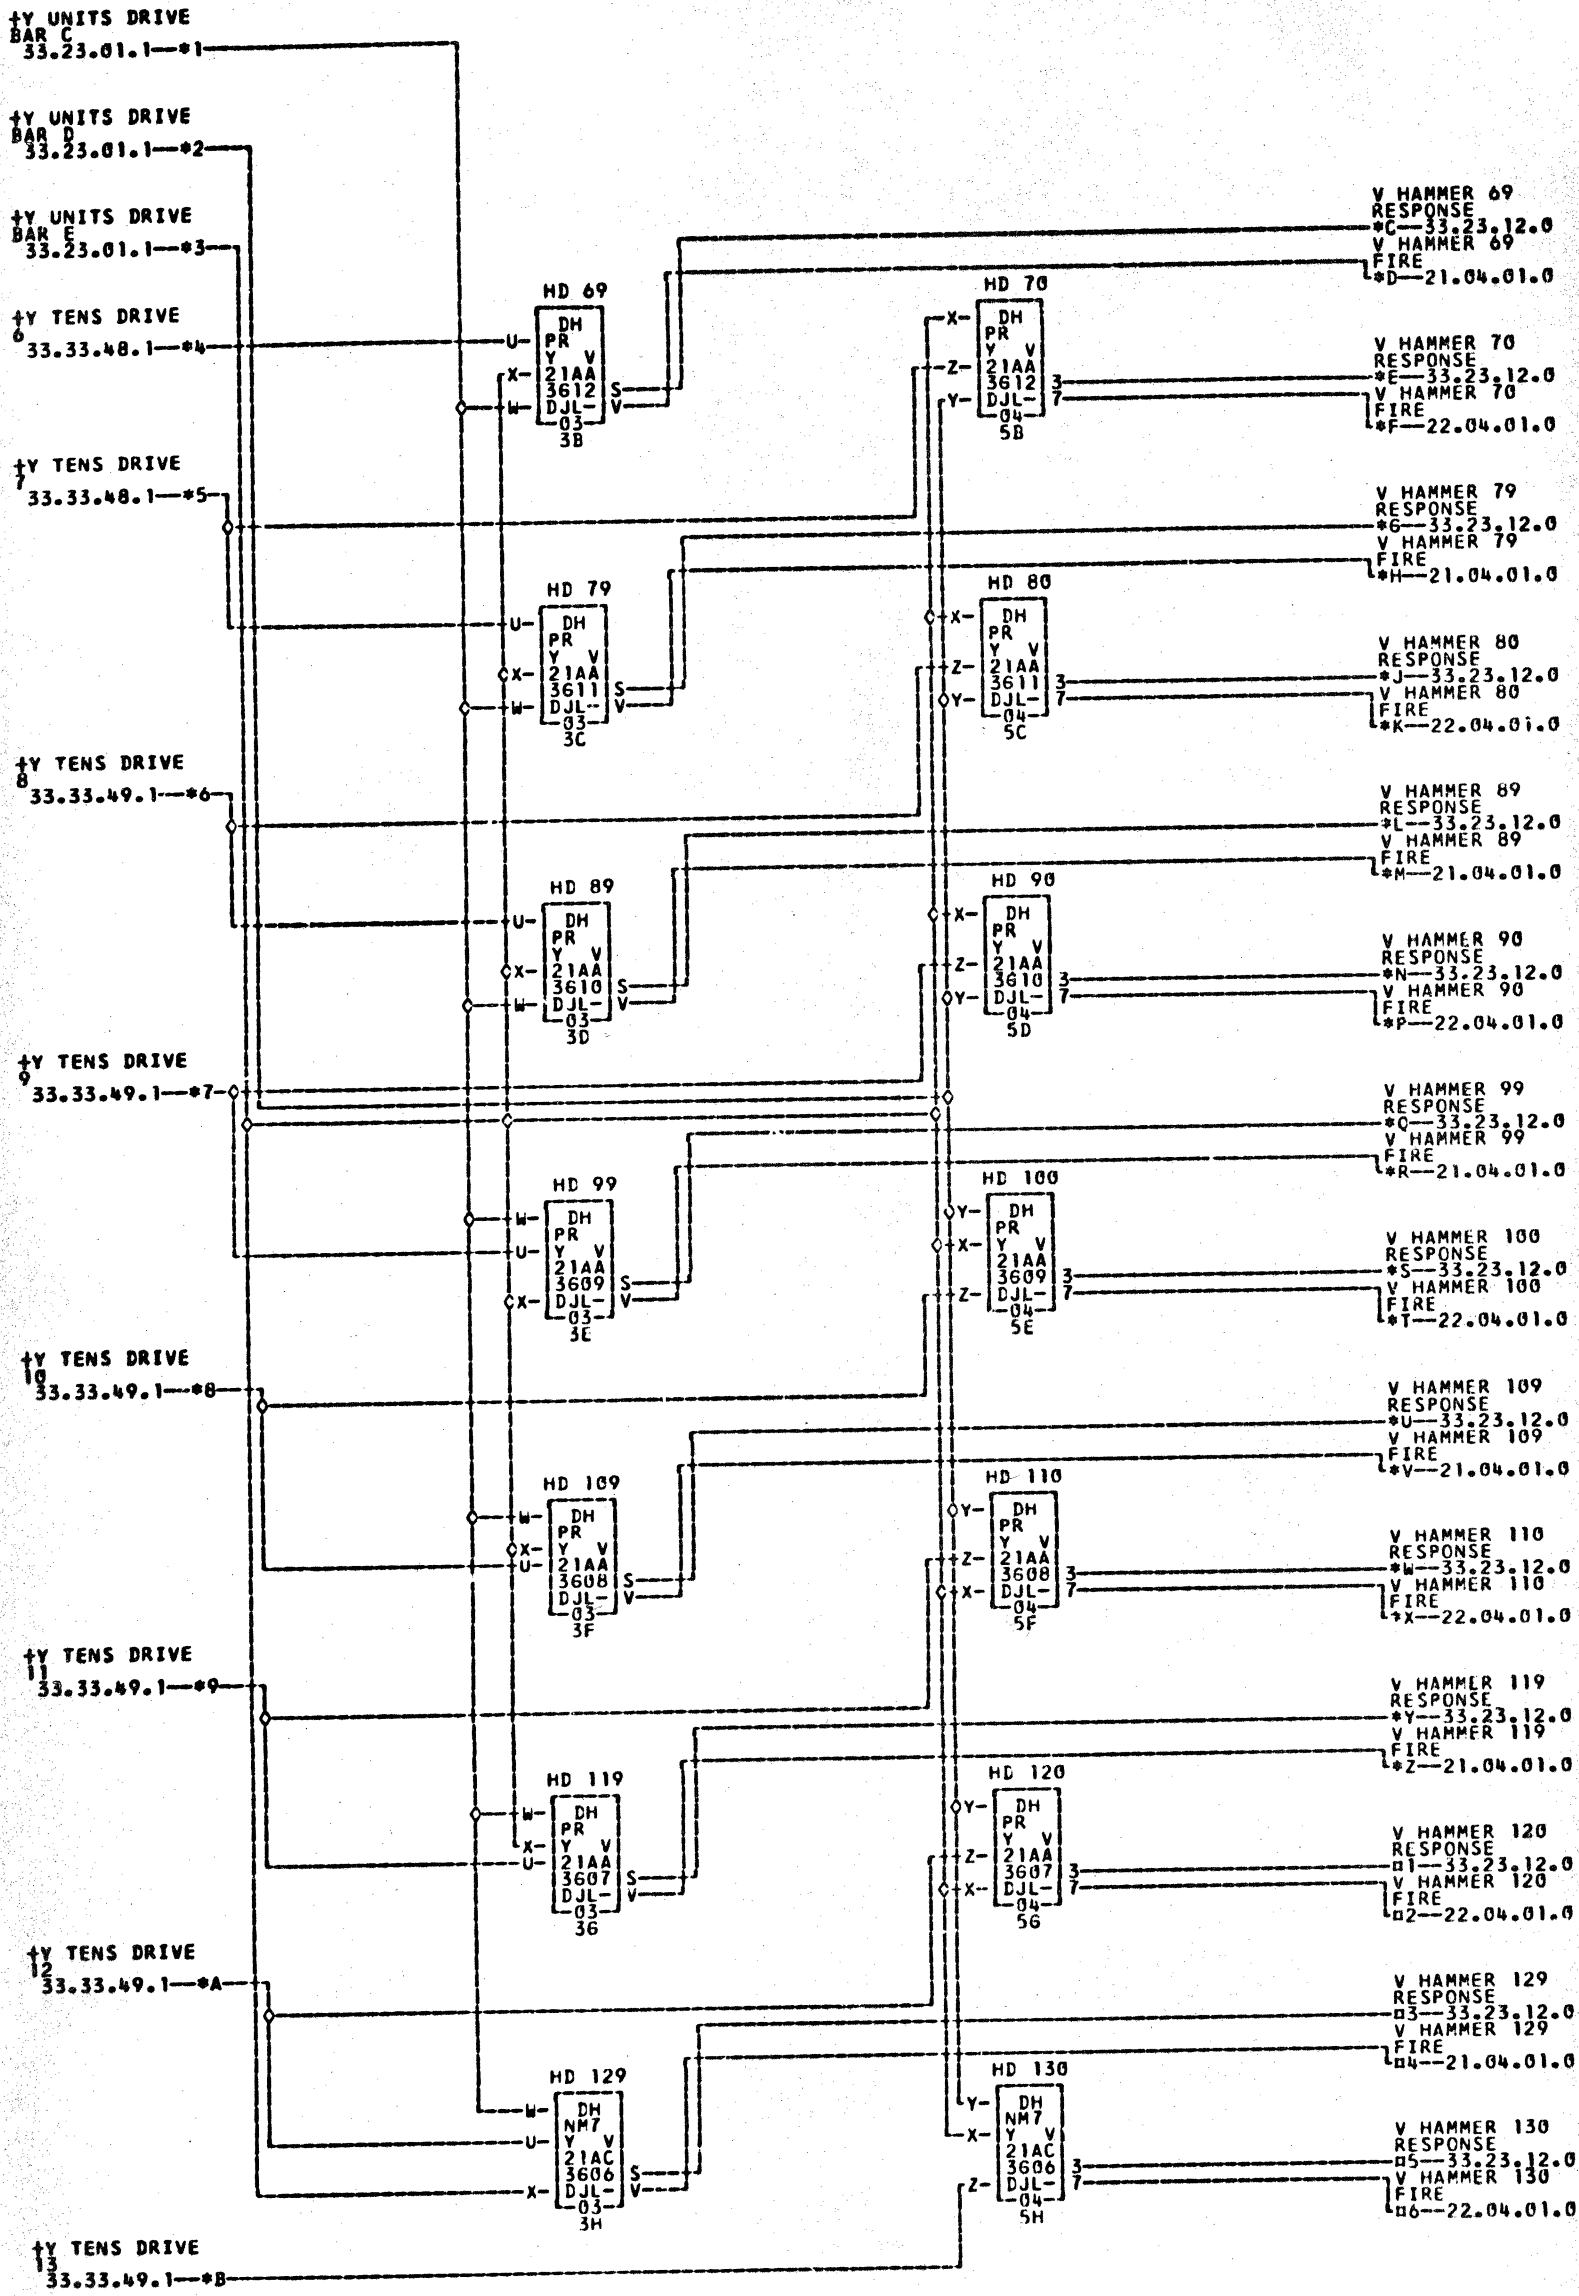 +Y UNITS DRIVE
BAR C
33.23.01.1—*1
+Y UNITS DRIVE
BAR D
33.23.01.1—*2
+Y UNITS DRIVE
BAR E
33.23.01.1—*3
+Y TENS DRIVE
6
33.33.48.1—*4
+Y TENS DRIVE
7
33.33.48.1—*5
+Y TENS DRIVE
8
33.33.49.1—*6
+Y TENS DRIVE
9
33.33.49.1—*7
+Y TENS DRIVE
10
33.33.49.1—*8
+Y TENS DRIVE
11
33.33.49.1—*9
+Y TENS DRIVE
12
33.33.49.1—*A
+Y TENS DRIVE
13
33.33.49.1—*B
HD 69
U DH
PR
Y V
X 21AA
3612 S
W DJL- V
03
3B
HD 79
U DH
PR
Y V
X 21AA
3611 S
W DJL- V
03
3C
HD 89
U DH
PR
Y V
X 21AA
3610 S
W DJL- V
03
3D
HD 99
W DH
PR
U Y V
21AA
3609 S
X DJL- V
03
3E
HD 109
W DH
PR
X Y V
U 21AA
3608 S
DJL- V
03
3F
HD 119
W DH
PR
X Y V
U 21AA
3607 S
DJL- V
03
3G
HD 129
W DH
NM7
U Y V
21AC
3606 S
X DJL- V
03
3H
HD 70
X DH
PR
Y V
Z 21AA
3612 3
Y DJL- 7
04
5B
HD 80
X DH
PR
Y V
Z 21AA
3611 3
Y DJL- 7
04
5C
HD 90
X DH
PR
Y V
Z 21AA
3610 3
Y DJL- 7
04
5D
HD 100
Y DH
PR
X Y V
21AA
3609 3
Z DJL- 7
04
5E
HD 110
Y DH
PR
Y V
Z 21AA
3608 3
X DJL- 7
04
5F
HD 120
Y DH
PR
Y V
Z 21AA
3607 3
X DJL- 7
04
5G
HD 130
Y DH
NM7
X Y V
21AC
3606 3
Z DJL- 7
04
5H
V HAMMER 69
RESPONSE
*C—33.23.12.0
V HAMMER 69
FIRE
*D—21.04.01.0
V HAMMER 70
RESPONSE
*E—33.23.12.0
V HAMMER 70
FIRE
*F—22.04.01.0
V HAMMER 79
RESPONSE
*G—33.23.12.0
V HAMMER 79
FIRE
*H—21.04.01.0
V HAMMER 80
RESPONSE
*J—33.23.12.0
V HAMMER 80
FIRE
*K—22.04.01.0
V HAMMER 89
RESPONSE
*L—33.23.12.0
V HAMMER 89
FIRE
*M—21.04.01.0
V HAMMER 90
RESPONSE
*N—33.23.12.0
V HAMMER 90
FIRE
*P—22.04.01.0
V HAMMER 99
RESPONSE
*Q—33.23.12.0
V HAMMER 99
FIRE
*R—21.04.01.0
V HAMMER 100
RESPONSE
*S—33.23.12.0
V HAMMER 100
FIRE
*T—22.04.01.0
V HAMMER 109
RESPONSE
*U—33.23.12.0
V HAMMER 109
FIRE
*V—21.04.01.0
V HAMMER 110
RESPONSE
*W—33.23.12.0
V HAMMER 110
FIRE
*X—22.04.01.0
V HAMMER 119
RESPONSE
*Y—33.23.12.0
V HAMMER 119
FIRE
*Z—21.04.01.0
V HAMMER 120
RESPONSE
¤1—33.23.12.0
V HAMMER 120
FIRE
¤2—22.04.01.0
V HAMMER 129
RESPONSE
¤3—33.23.12.0
V HAMMER 129
FIRE
¤4—21.04.01.0
V HAMMER 130
RESPONSE
¤5—33.23.12.0
V HAMMER 130
FIRE
¤6—22.04.01.0